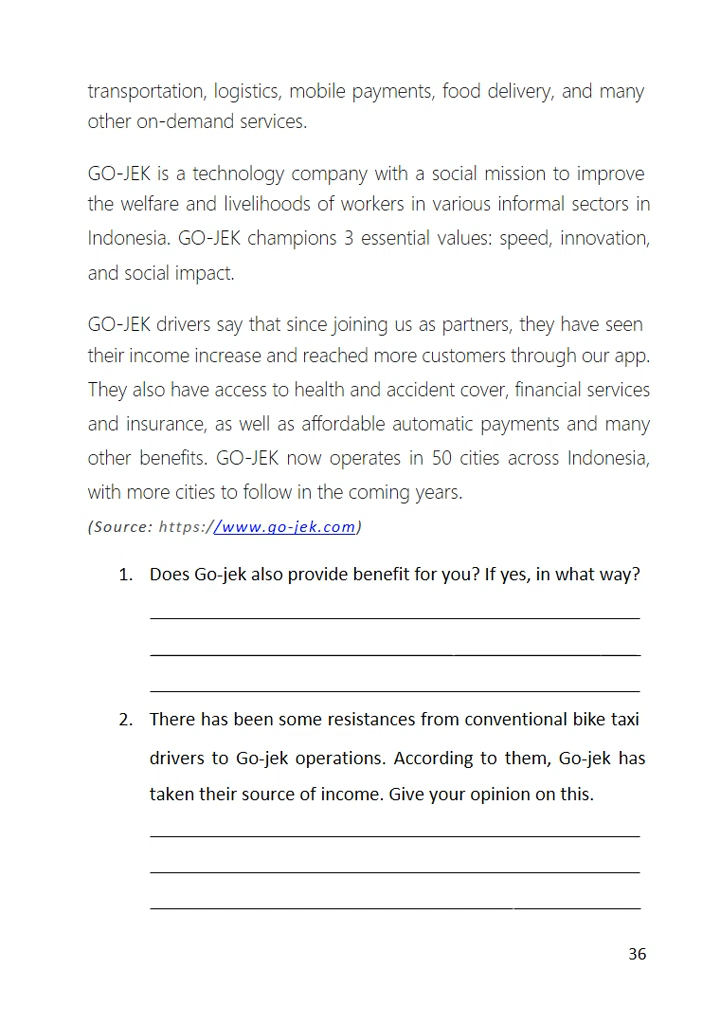 transportation, logistics, mobile payments, food delivery, and many
other on-demand services.
GO-JEK is a technology company with a social mission to improve
the welfare and livelihoods of workers in various informal sectors in
Indonesia. GO-JEK champions 3 essential values: speed, innovation,
and social impact.
GO-JEK drivers say that since joining us as partners, they have seen
their income increase and reached more customers through our app.
They also have access to health and accident cover, financial services
and insurance, as well as affordable automatic payments and many
other benefits. GO-JEK now operates in 50 cities across Indonesia,
with more cities to follow in the coming years.
(Source: https://www.go-jek.com)
1. Does Go-jek also provide benefit for you? If yes, in what way?
2. There has been some resistances from conventional bike taxi
drivers to Go-jek operations. According to them, Go-jek has
taken their source of income. Give your opinion on this.
36